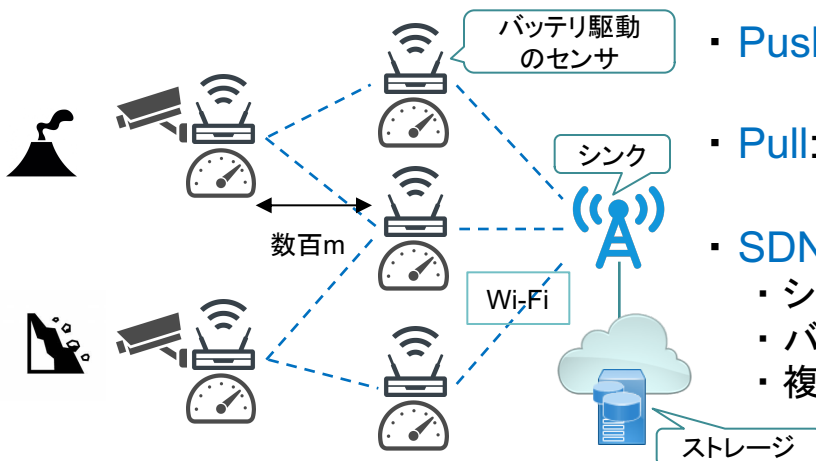 バッテリ駆動
のセンサ
シンク
数百m
Wi-Fi
ストレージ
・Push
・Pull:
・SDN
・シ
・バ
・複